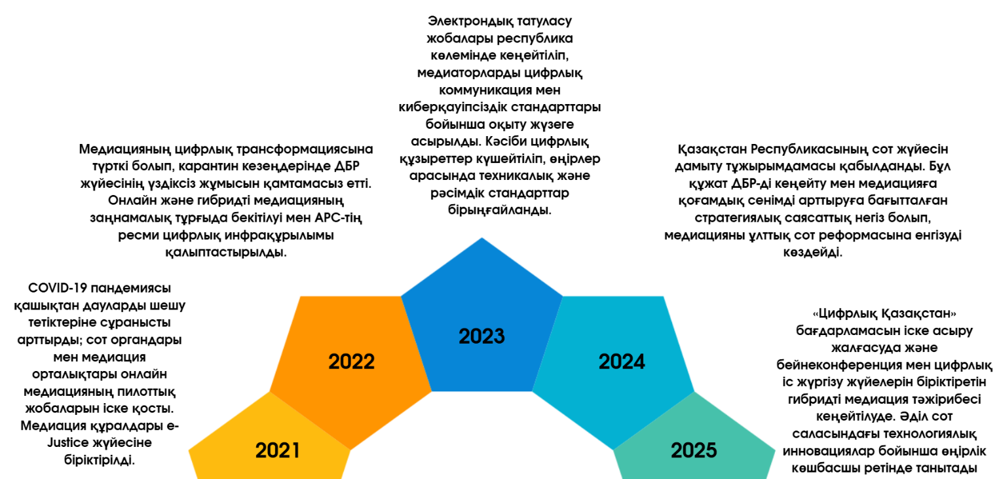 COVID-19 пандемиясы
қашықтан дауларды шешу
тетіктеріне сұранысты
арттырды; сот органдары
мен медиация
орталықтары онлайн
медиацияның пилоттық
жобаларын іске қосты.
Медиация құралдары e-
Justice жүйесіне
біріктірілді.
2021
Медиацияның цифрлық трансформациясына
түрткі болып, карантин кезеңдерінде ДБР
жүйесінің үздіксіз жұмысын қамтамасыз етті.
Онлайн және гибридті медиацияның
заңнамалық тұрғыда бекітілуі мен АРС-тің
ресми цифрлық инфрақұрылымы
қалыптастырылды.
2022
Электрондық татуласу
жобалары республика
көлемінде кеңейтіліп,
медиаторларды цифрлық
коммуникация мен
киберқауіпсіздік стандарттары
бойынша оқыту жүзеге
асырылды. Кәсіби цифрлық
құзыреттер күшейтіліп, өңірлер
арасында техникалық және
рәсімдік стандарттар
бірыңғайланды.
2023
Қазақстан Республикасының сот жүйесін
дамыту тұжырымдамасы қабылданды. Бұл
құжат ДБР-ді кеңейту мен медиацияға
қоғамдық сенімді арттыруға бағытталған
стратегиялық саясаттық негіз болып,
медиацияны ұлттық сот реформасына енгізуді
көздейді.
2024
«Цифрлық Қазақстан»
бағдарламасын іске асыру
жалғасуда және
бейнеконференция мен цифрлық
іс жүргізу жүйелерін біріктіретін
гибридті медиация тәжірибесі
кеңейтілуде. Әділ сот
саласындағы технологиялық
инновациялар бойынша өңірлік
көшбасшы ретінде танытады
2025